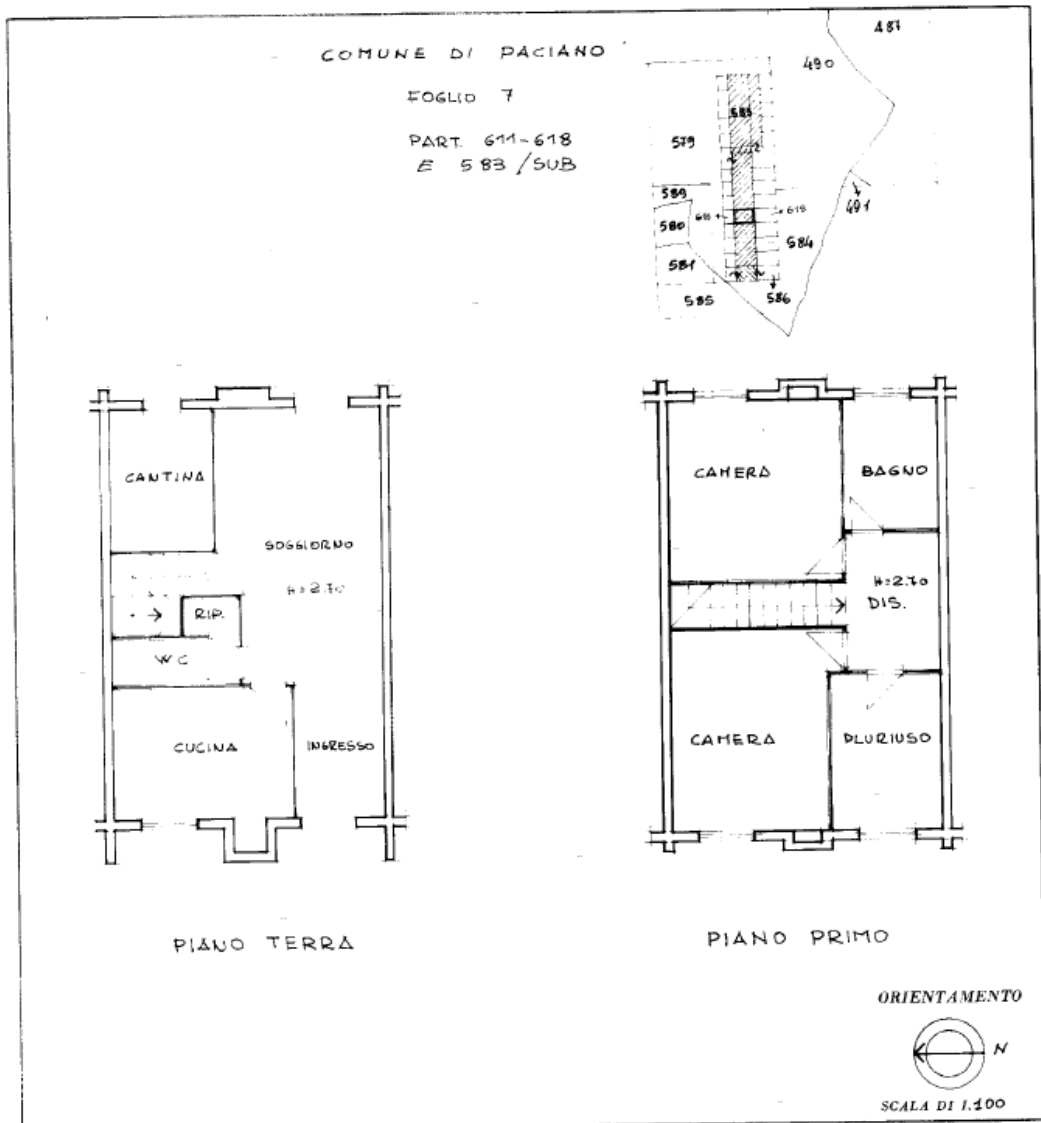 COMUNE DI PACIANO
FOGLIO 7
PART. 611-618
E 583/SUB
487
490
583
579
589
580
581
585
611
618
584
491
586
CANTINA
SOGGIORNO
H=2.70
RIP.
WC
CUCINA
INGRESSO
PIANO TERRA
CAMERA
BAGNO
H=2.70
DIS.
CAMERA
PLURIUSO
PIANO PRIMO
ORIENTAMENTO
N
SCALA DI 1.100